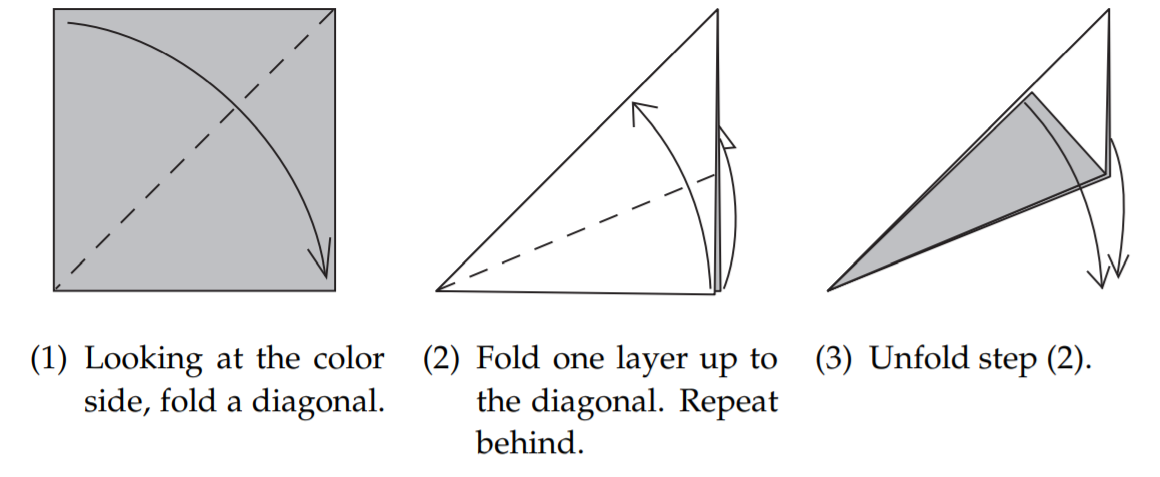 (1) Looking at the color
side, fold a diagonal.
(2) Fold one layer up to
the diagonal. Repeat
behind.
(3) Unfold step (2).